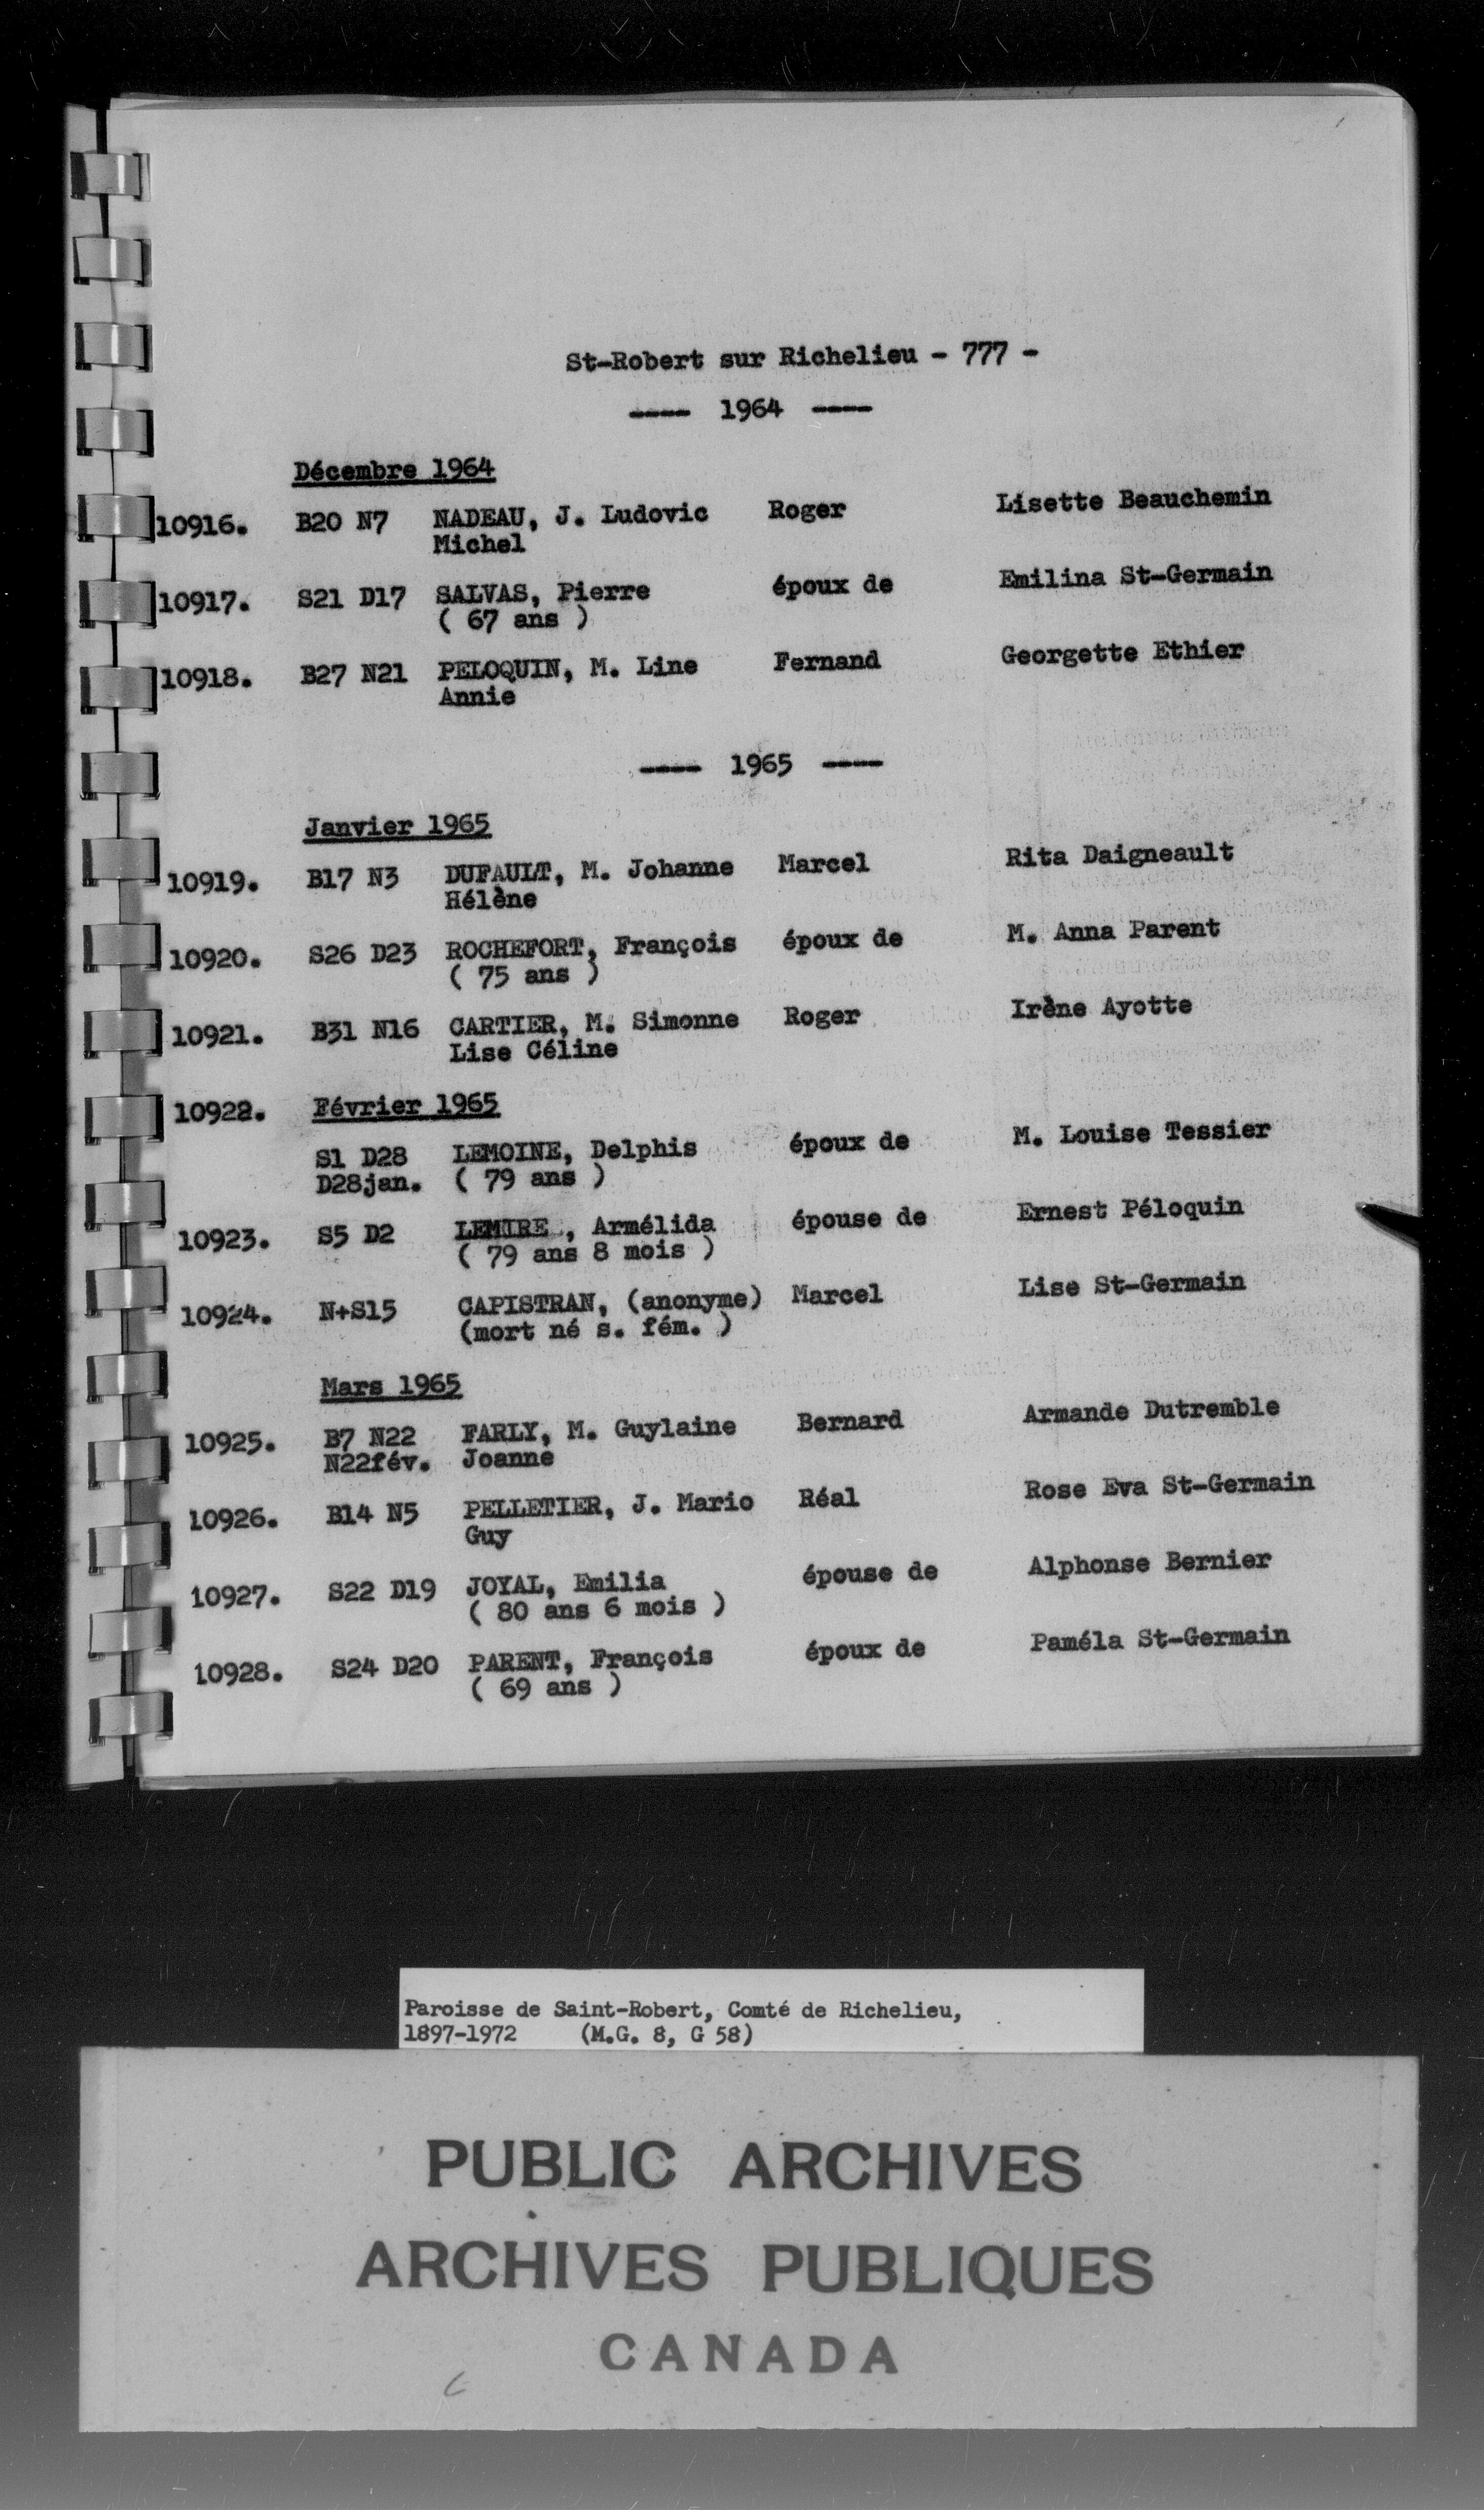 St-Robert sur Richelieu - 777 -
---- 1964 ----
Décembre 1964
10916. B20 N7 NADEAU, J. Ludovic Roger Lisette Beauchemin
Michel
10917. S21 D17 SALVAS, Pierre époux de Emilina St-Germain
( 67 ans )
10918. B27 N21 PELOQUIN, M. Line Fernand Georgette Ethier
Annie
---- 1965 ----
Janvier 1965
10919. B17 N3 DUFAULT, M. Johanne Marcel Rita Daigneault
Hélène
10920. S26 D23 ROCHEFORT, François époux de M. Anna Parent
( 75 ans )
10921. B31 N16 CARTIER, M. Simonne Roger Irène Ayotte
Lise Céline
10922. Février 1965
S1 D28 LEMOINE, Delphis époux de M. Louise Tessier
D28jan. ( 79 ans )
10923. S5 D2 LEMIRE , Armélida épouse de Ernest Péloquin
( 79 ans 8 mois )
10924. N+S15 CAPISTRAN, (anonyme) Marcel Lise St-Germain
(mort né s. fém. )
Mars 1965
10925. B7 N22 FARLY, M. Guylaine Bernard Armande Dutremble
N22fév. Joanne
10926. B14 N5 PELLETIER, J. Mario Réal Rose Eva St-Germain
Guy
10927. S22 D19 JOYAL, Emilia épouse de Alphonse Bernier
( 80 ans 6 mois )
10928. S24 D20 PARENT, François époux de Paméla St-Germain
( 69 ans )
Paroisse de Saint-Robert, Comté de Richelieu,
1897-1972 (M.G. 8, G 58)
PUBLIC ARCHIVES
ARCHIVES PUBLIQUES
CANADA